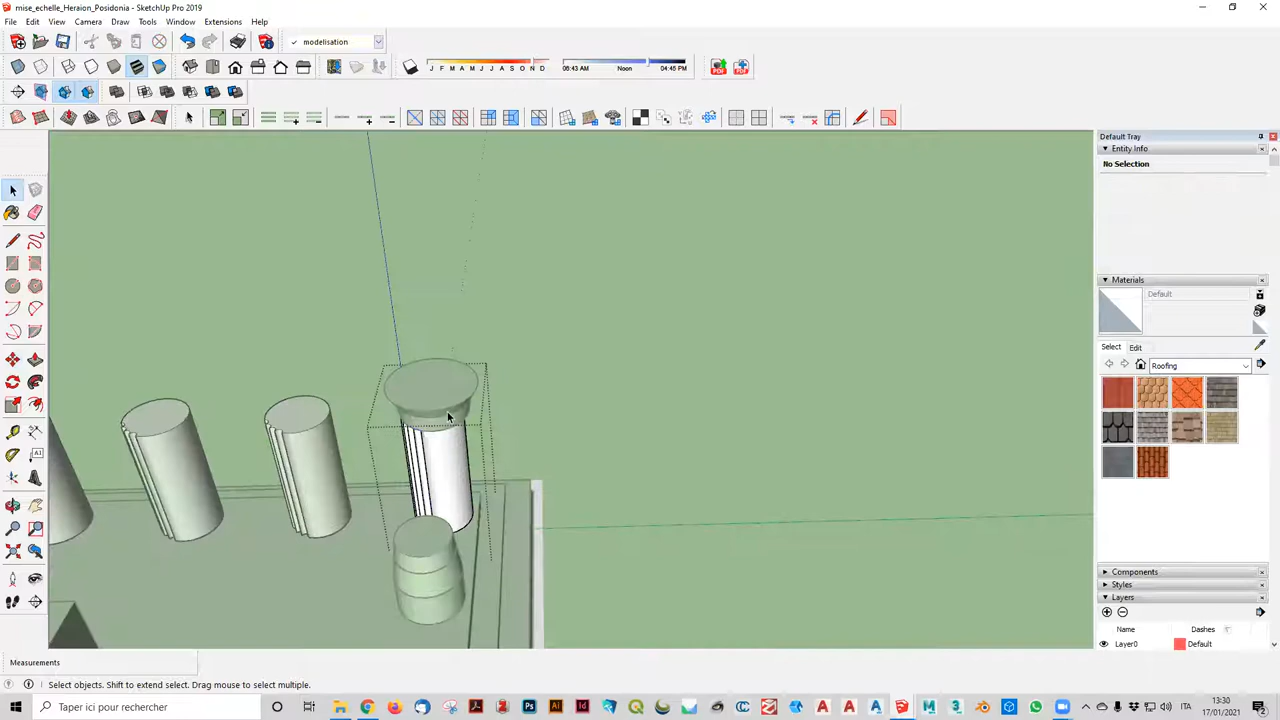 mise_echelle_Heraion_Posidonia - SketchUp Pro 2019
File Edit View Camera Draw Tools Window Extensions Help
modelisation
J F M A M J J A S O N D
08:43 AM Noon 04:45 PM
Default Tray
Entity Info
No Selection
Materials
Default
Select Edit
Roofing
Components
Styles
Layers
Name Dashes
Layer0 Default
Measurements
Select objects. Shift to extend select. Drag mouse to select multiple.
Taper ici pour rechercher
ITA
13:30
17/01/2021